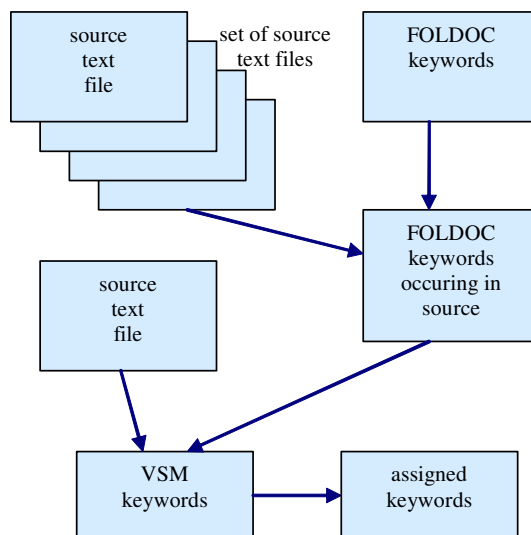 source
text
file
set of source
text files
FOLDOC
keywords
FOLDOC
keywords
occuring in
source
source
text
file
VSM
keywords
assigned
keywords